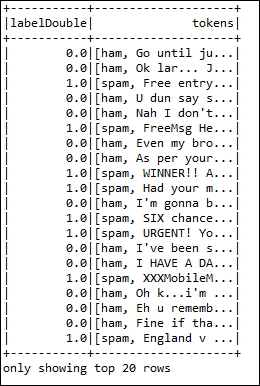 +-----------+--------------------+
|labelDouble|              tokens|
+-----------+--------------------+
|        0.0|[ham, Go until ju...|
|        0.0|[ham, Ok lar... J...|
|        1.0|[spam, Free entry...|
|        0.0|[ham, U dun say s...|
|        0.0|[ham, Nah I don't...|
|        1.0|[spam, FreeMsg He...|
|        0.0|[ham, Even my bro...|
|        0.0|[ham, As per your...|
|        1.0|[spam, WINNER!! A...|
|        1.0|[spam, Had your m...|
|        0.0|[ham, I'm gonna b...|
|        1.0|[spam, SIX chance...|
|        1.0|[spam, URGENT! Yo...|
|        0.0|[ham, I've been s...|
|        0.0|[ham, I HAVE A DA...|
|        1.0|[spam, XXXMobileM...|
|        0.0|[ham, Oh k...i'm ...|
|        0.0|[ham, Eh u rememb...|
|        0.0|[ham, Fine if tha...|
|        1.0|[spam, England v ...|
+-----------+--------------------+
only showing top 20 rows